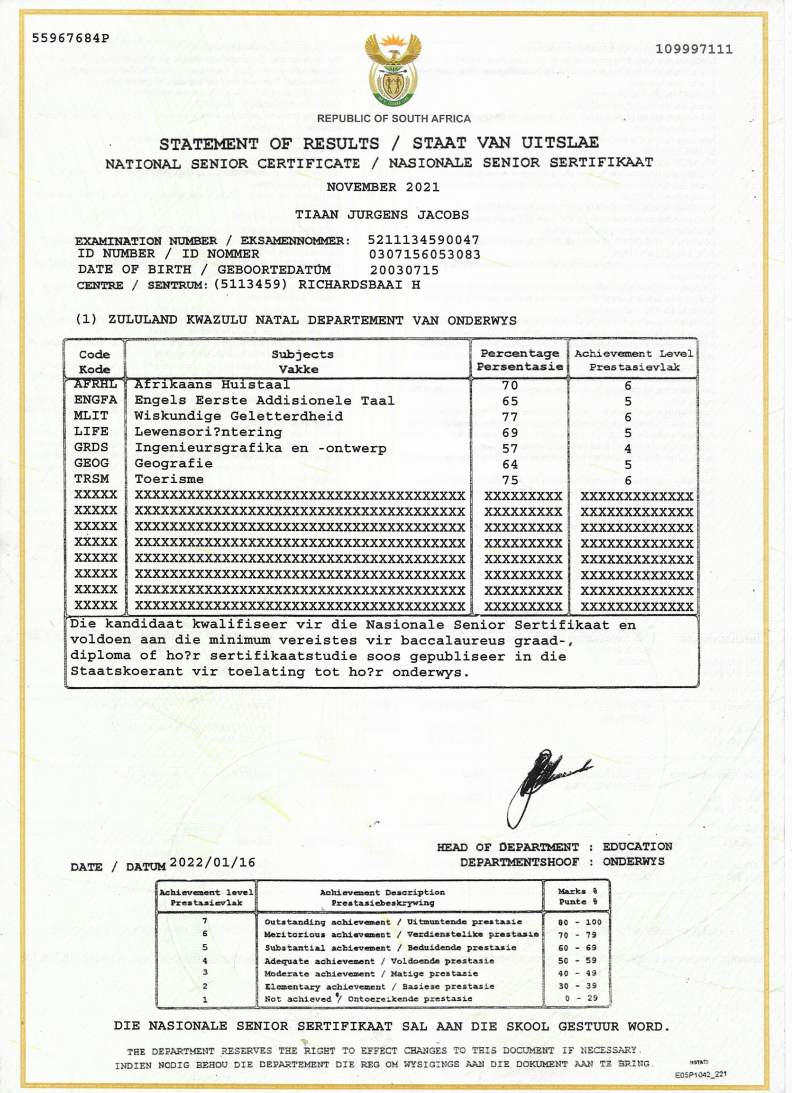 55967684P
109997111
REPUBLIC OF SOUTH AFRICA
STATEMENT OF RESULTS / STAAT VAN UITSLAE
NATIONAL SENIOR CERTIFICATE / NASIONALE SENIOR SERTIFIKAAT
NOVEMBER 2021
TIAAN JURGENS JACOBS
EXAMINATION NUMBER / EKSAMENNOMMER: 5211134590047
ID NUMBER / ID NOMMER 0307156053083
DATE OF BIRTH / GEBOORTEDATUM 20030715
CENTRE / SENTRUM: (5113459) RICHARDSBAAI H
(1) ZULULAND KWAZULU NATAL DEPARTEMENT VAN ONDERWYS
Code Subjects Percentage Achievement Level
Kode Vakke Persentasie Prestasievlak
AFRHL Afrikaans Huistaal 70 6
ENGFA Engels Eerste Addisionele Taal 65 5
MLIT Wiskundige Geletterdheid 77 6
LIFE Lewensori?ntering 69 5
GRDS Ingenieursgrafika en -ontwerp 57 4
GEOG Geografie 64 5
TRSM Toerisme 75 6
XXXXX XXXXXXXXXXXXXXXXXXXXXXXXXXXXXXXXXXXXXX XXXXXXXXX XXXXXXXXXXXXX
XXXXX XXXXXXXXXXXXXXXXXXXXXXXXXXXXXXXXXXXXXX XXXXXXXXX XXXXXXXXXXXXX
XXXXX XXXXXXXXXXXXXXXXXXXXXXXXXXXXXXXXXXXXXX XXXXXXXXX XXXXXXXXXXXXX
XXXXX XXXXXXXXXXXXXXXXXXXXXXXXXXXXXXXXXXXXXX XXXXXXXXX XXXXXXXXXXXXX
XXXXX XXXXXXXXXXXXXXXXXXXXXXXXXXXXXXXXXXXXXX XXXXXXXXX XXXXXXXXXXXXX
XXXXX XXXXXXXXXXXXXXXXXXXXXXXXXXXXXXXXXXXXXX XXXXXXXXX XXXXXXXXXXXXX
XXXXX XXXXXXXXXXXXXXXXXXXXXXXXXXXXXXXXXXXXXX XXXXXXXXX XXXXXXXXXXXXX
XXXXX XXXXXXXXXXXXXXXXXXXXXXXXXXXXXXXXXXXXXX XXXXXXXXX XXXXXXXXXXXXX
Die kandidaat kwalifiseer vir die Nasionale Senior Sertifikaat en
voldoen aan die minimum vereistes vir baccalaureus graad-,
diploma of ho?r sertifikaatstudie soos gepubliseer in die
Staatskoerant vir toelating tot ho?r onderwys.
HEAD OF DEPARTMENT : EDUCATION
DEPARTMENTSHOOF : ONDERWYS
DATE / DATUM 2022/01/16
Achievement level Achievement Description Marks %
Prestasievlak Prestasiebeskrywing Punte %
7 Outstanding achievement / Uitmuntende prestasie 80 - 100
6 Meritorious achievement / Verdienstelike prestasie 70 - 79
5 Substantial achievement / Beduidende prestasie 60 - 69
4 Adequate achievement / Voldoende prestasie 50 - 59
3 Moderate achievement / Matige prestasie 40 - 49
2 Elementary achievement / Basiese prestasie 30 - 39
1 Not achieved / Ontoereikende prestasie 0 - 29
DIE NASIONALE SENIOR SERTIFIKAAT SAL AAN DIE SKOOL GESTUUR WORD.
THE DEPARTMENT RESERVES THE RIGHT TO EFFECT CHANGES TO THIS DOCUMENT IF NECESSARY.
INDIEN NODIG BEHOU DIE DEPARTEMENT DIE REG OM WYSIGINGS AAN DIE DOKUMENT AAN TE BRING.
E05P1042_221